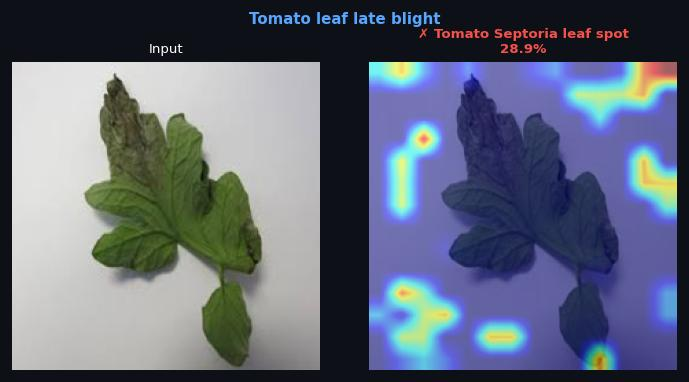 Tomato leaf late blight
Input
✗ Tomato Septoria leaf spot
28.9%